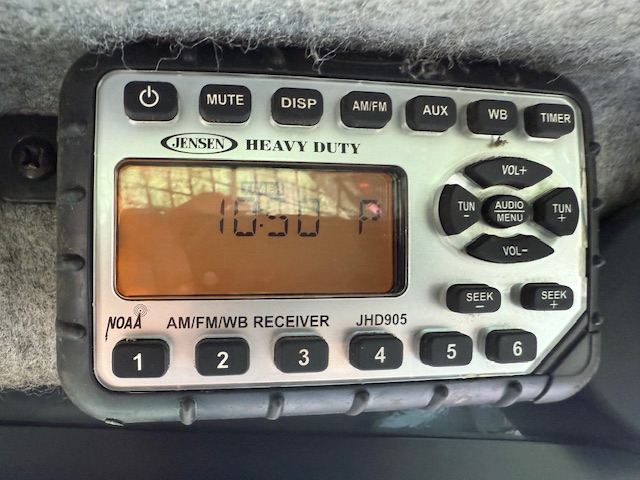 MUTE DISP AM/FM AUX WB TIMER
JENSEN HEAVY DUTY
VOL+
TUN - AUDIO/MENU TUN +
VOL-
TIMER
10:50 P
SEEK - SEEK +
NOAA AM/FM/WB RECEIVER JHD905
1 2 3 4 5 6